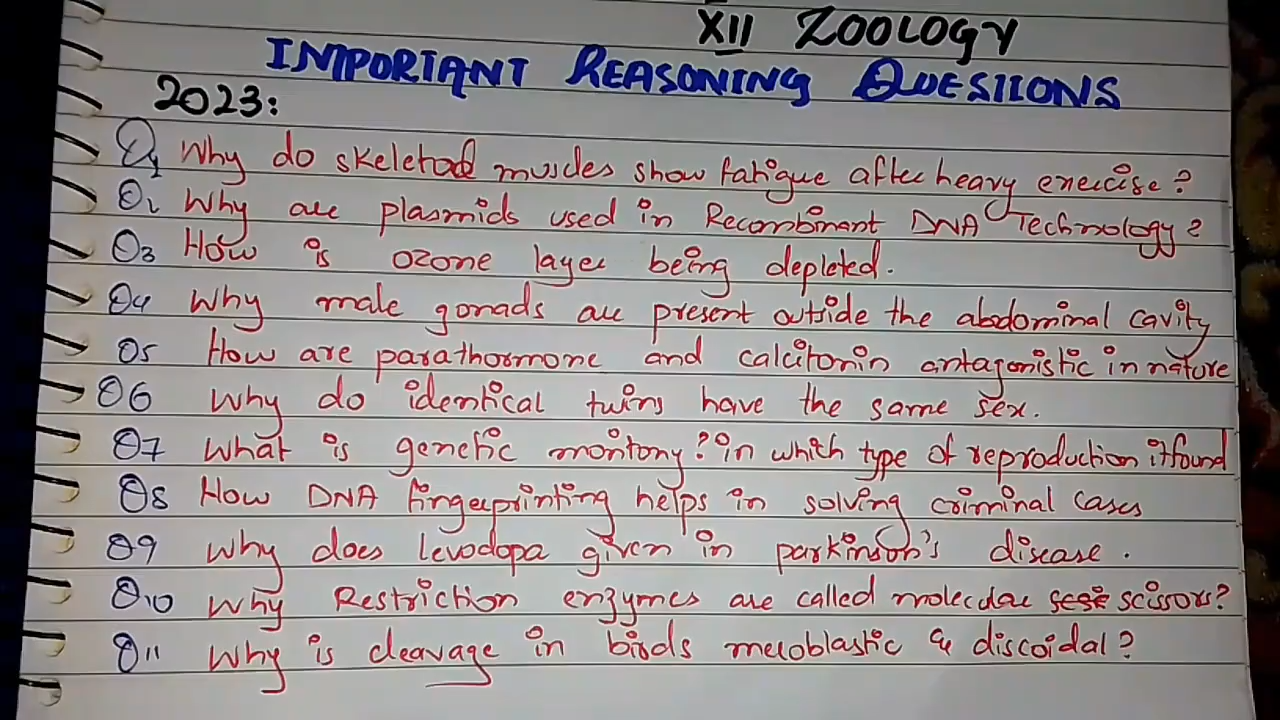 XII ZOOLOGY
IMPORTANT REASONING QUESTIONS
2023:
Q1 Why do skeletal muscles show fatigue after heavy exercise?
Q2 Why are plasmids used in Recombinant DNA Technology?
Q3 How is ozone layer being depleted.
Q4 Why male gonads are present outside the abdominal cavity
Q5 How are parathormone and calcitonin antagonistic in nature
Q6 Why do identical twins have the same sex.
Q7 What is genetic montony? in which type of reproduction it found
Q8 How DNA fingerprinting helps in solving criminal cases
Q9 Why does levodopa given in parkinson's disease.
Q10 Why Restriction enzymes are called molecular scissors?
Q11 Why is cleavage in birds meroblastic & discoidal?